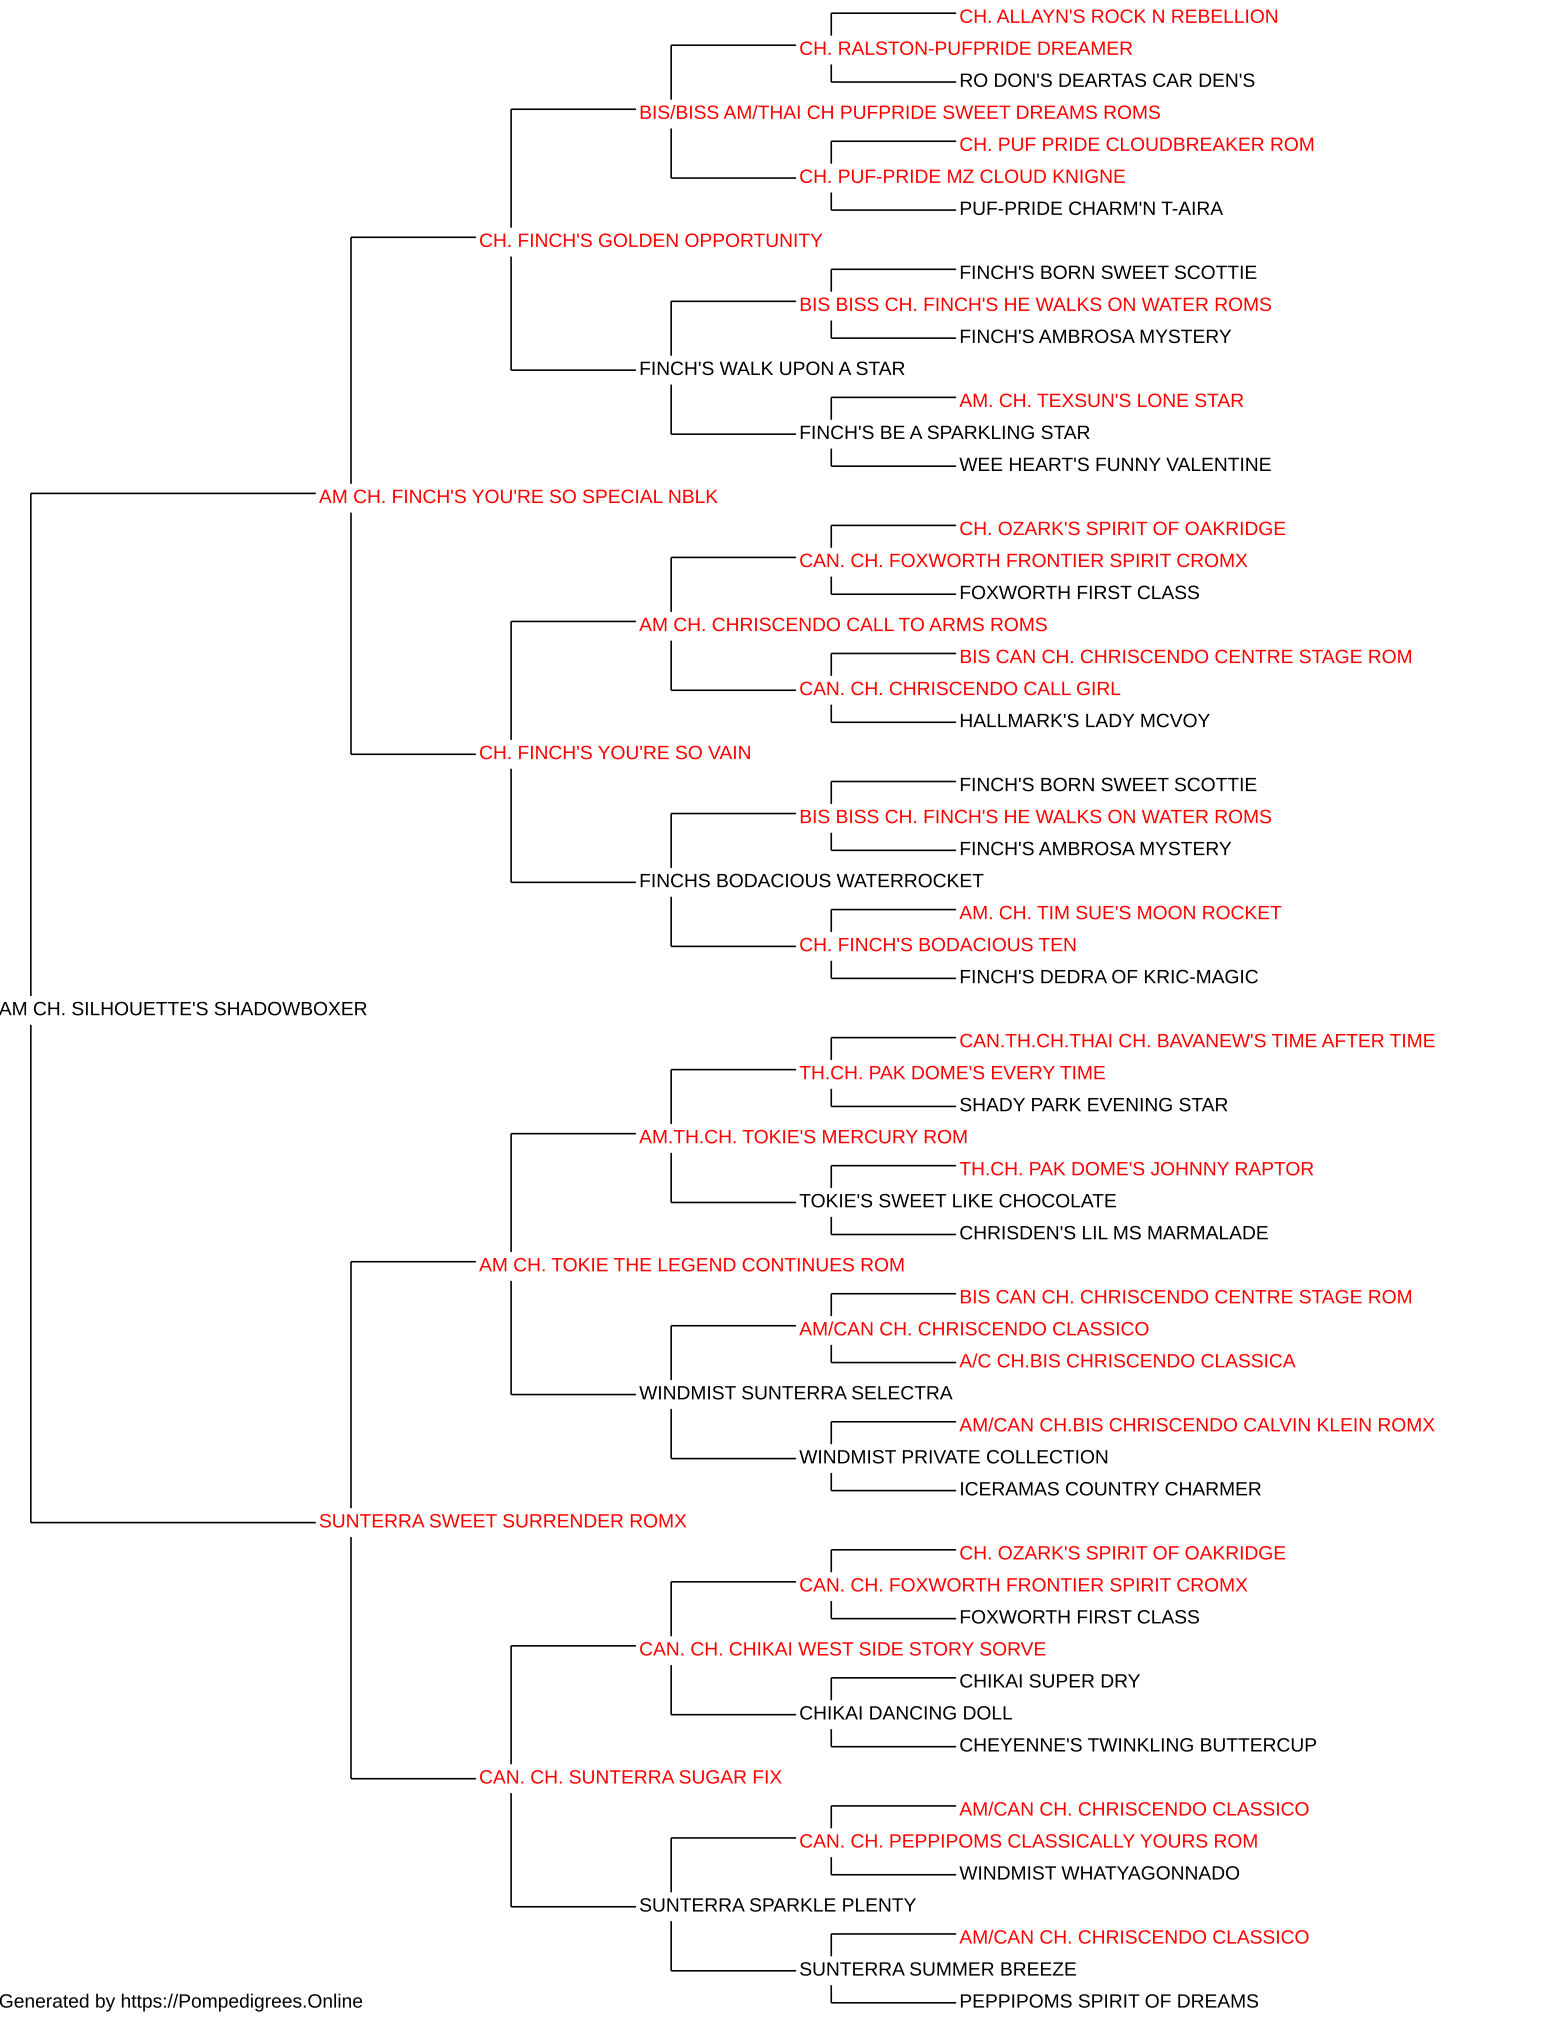 CH. ALLAYN'S ROCK N REBELLION
CH. RALSTON-PUFPRIDE DREAMER
RO DON'S DEARTAS CAR DEN'S
BIS/BISS AM/THAI CH PUFPRIDE SWEET DREAMS ROMS
CH. PUF PRIDE CLOUDBREAKER ROM
CH. PUF-PRIDE MZ CLOUD KNIGNE
PUF-PRIDE CHARM'N T-AIRA
CH. FINCH'S GOLDEN OPPORTUNITY
FINCH'S BORN SWEET SCOTTIE
BIS BISS CH. FINCH'S HE WALKS ON WATER ROMS
FINCH'S AMBROSA MYSTERY
FINCH'S WALK UPON A STAR
AM. CH. TEXSUN'S LONE STAR
FINCH'S BE A SPARKLING STAR
WEE HEART'S FUNNY VALENTINE
AM CH. FINCH'S YOU'RE SO SPECIAL NBLK
CH. OZARK'S SPIRIT OF OAKRIDGE
CAN. CH. FOXWORTH FRONTIER SPIRIT CROMX
FOXWORTH FIRST CLASS
AM CH. CHRISCENDO CALL TO ARMS ROMS
BIS CAN CH. CHRISCENDO CENTRE STAGE ROM
CAN. CH. CHRISCENDO CALL GIRL
HALLMARK'S LADY MCVOY
CH. FINCH'S YOU'RE SO VAIN
FINCH'S BORN SWEET SCOTTIE
BIS BISS CH. FINCH'S HE WALKS ON WATER ROMS
FINCH'S AMBROSA MYSTERY
FINCHS BODACIOUS WATERROCKET
AM. CH. TIM SUE'S MOON ROCKET
CH. FINCH'S BODACIOUS TEN
FINCH'S DEDRA OF KRIC-MAGIC
AM CH. SILHOUETTE'S SHADOWBOXER
CAN.TH.CH.THAI CH. BAVANEW'S TIME AFTER TIME
TH.CH. PAK DOME'S EVERY TIME
SHADY PARK EVENING STAR
AM.TH.CH. TOKIE'S MERCURY ROM
TH.CH. PAK DOME'S JOHNNY RAPTOR
TOKIE'S SWEET LIKE CHOCOLATE
CHRISDEN'S LIL MS MARMALADE
AM CH. TOKIE THE LEGEND CONTINUES ROM
BIS CAN CH. CHRISCENDO CENTRE STAGE ROM
AM/CAN CH. CHRISCENDO CLASSICO
A/C CH.BIS CHRISCENDO CLASSICA
WINDMIST SUNTERRA SELECTRA
AM/CAN CH.BIS CHRISCENDO CALVIN KLEIN ROMX
WINDMIST PRIVATE COLLECTION
ICERAMAS COUNTRY CHARMER
SUNTERRA SWEET SURRENDER ROMX
CH. OZARK'S SPIRIT OF OAKRIDGE
CAN. CH. FOXWORTH FRONTIER SPIRIT CROMX
FOXWORTH FIRST CLASS
CAN. CH. CHIKAI WEST SIDE STORY SORVE
CHIKAI SUPER DRY
CHIKAI DANCING DOLL
CHEYENNE'S TWINKLING BUTTERCUP
CAN. CH. SUNTERRA SUGAR FIX
AM/CAN CH. CHRISCENDO CLASSICO
CAN. CH. PEPPIPOMS CLASSICALLY YOURS ROM
WINDMIST WHATYAGONNADO
SUNTERRA SPARKLE PLENTY
AM/CAN CH. CHRISCENDO CLASSICO
SUNTERRA SUMMER BREEZE
PEPPIPOMS SPIRIT OF DREAMS
Generated by https://Pompedigrees.Online